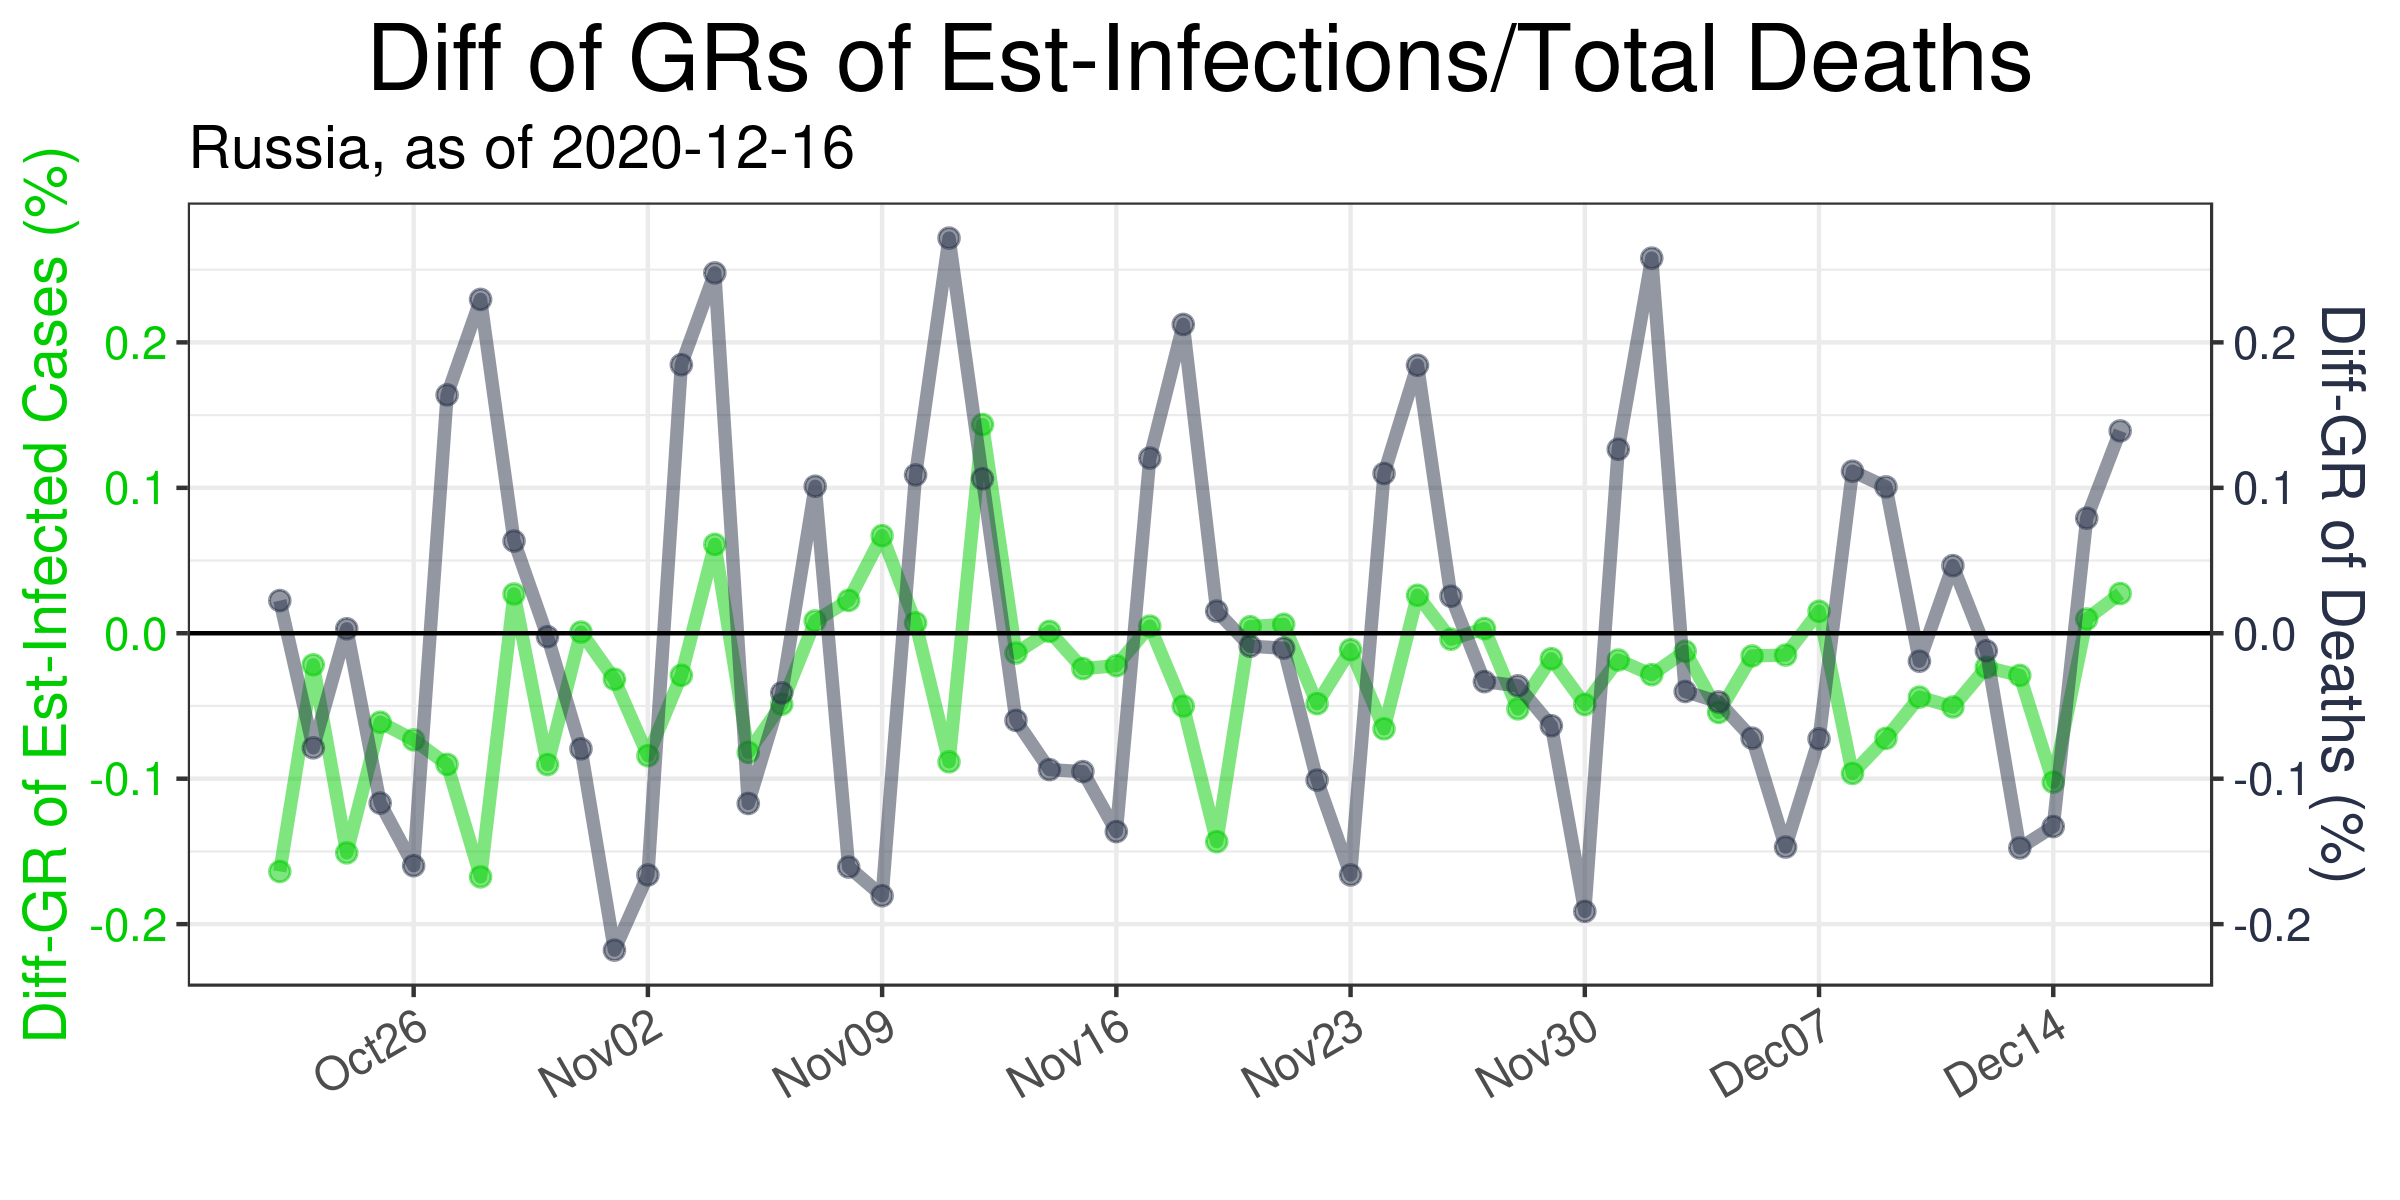 Diff of GRs of Est-Infections/Total Deaths
Russia, as of 2020-12-16
Diff-GR of Est-Infected Cases (%)
0.2
0.1
0.0
-0.1
-0.2
0.2
0.1
0.0
-0.1
-0.2
Diff-GR of Deaths (%)
Oct26
Nov02
Nov09
Nov16
Nov23
Nov30
Dec07
Dec14